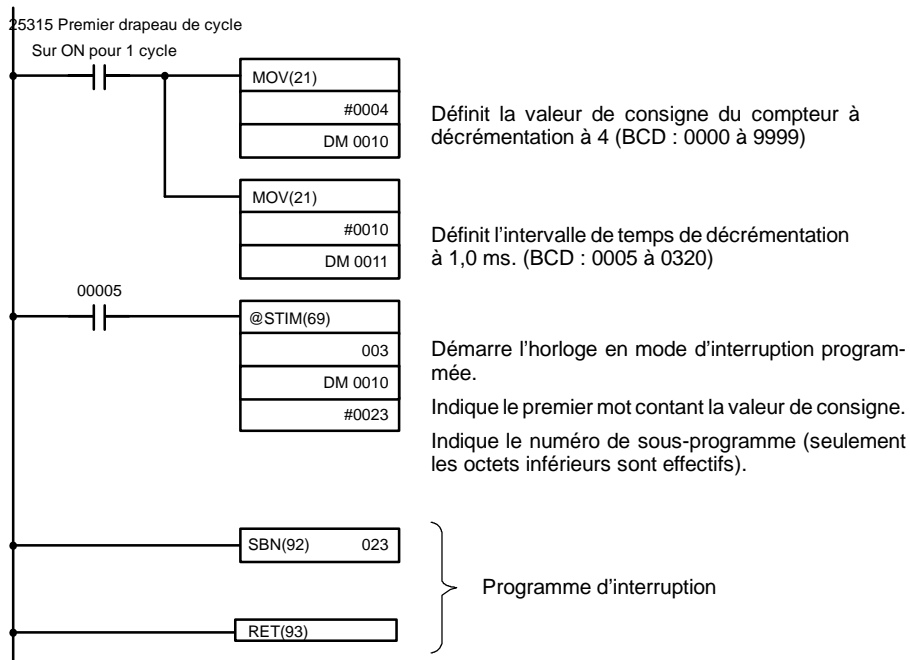 25315 Premier drapeau de cycle
Sur ON pour 1 cycle
MOV(21)
#0004
DM 0010
Définit la valeur de consigne du compteur à
décrémentation à 4 (BCD : 0000 à 9999)
MOV(21)
#0010
DM 0011
Définit l'intervalle de temps de décrémentation
à 1,0 ms. (BCD : 0005 à 0320)
00005
@STIM(69)
003
DM 0010
#0023
Démarre l'horloge en mode d'interruption program-
mée.
Indique le premier mot contant la valeur de consigne.
Indique le numéro de sous-programme (seulement
les octets inférieurs sont effectifs).
SBN(92) 023
Programme d'interruption
RET(93)